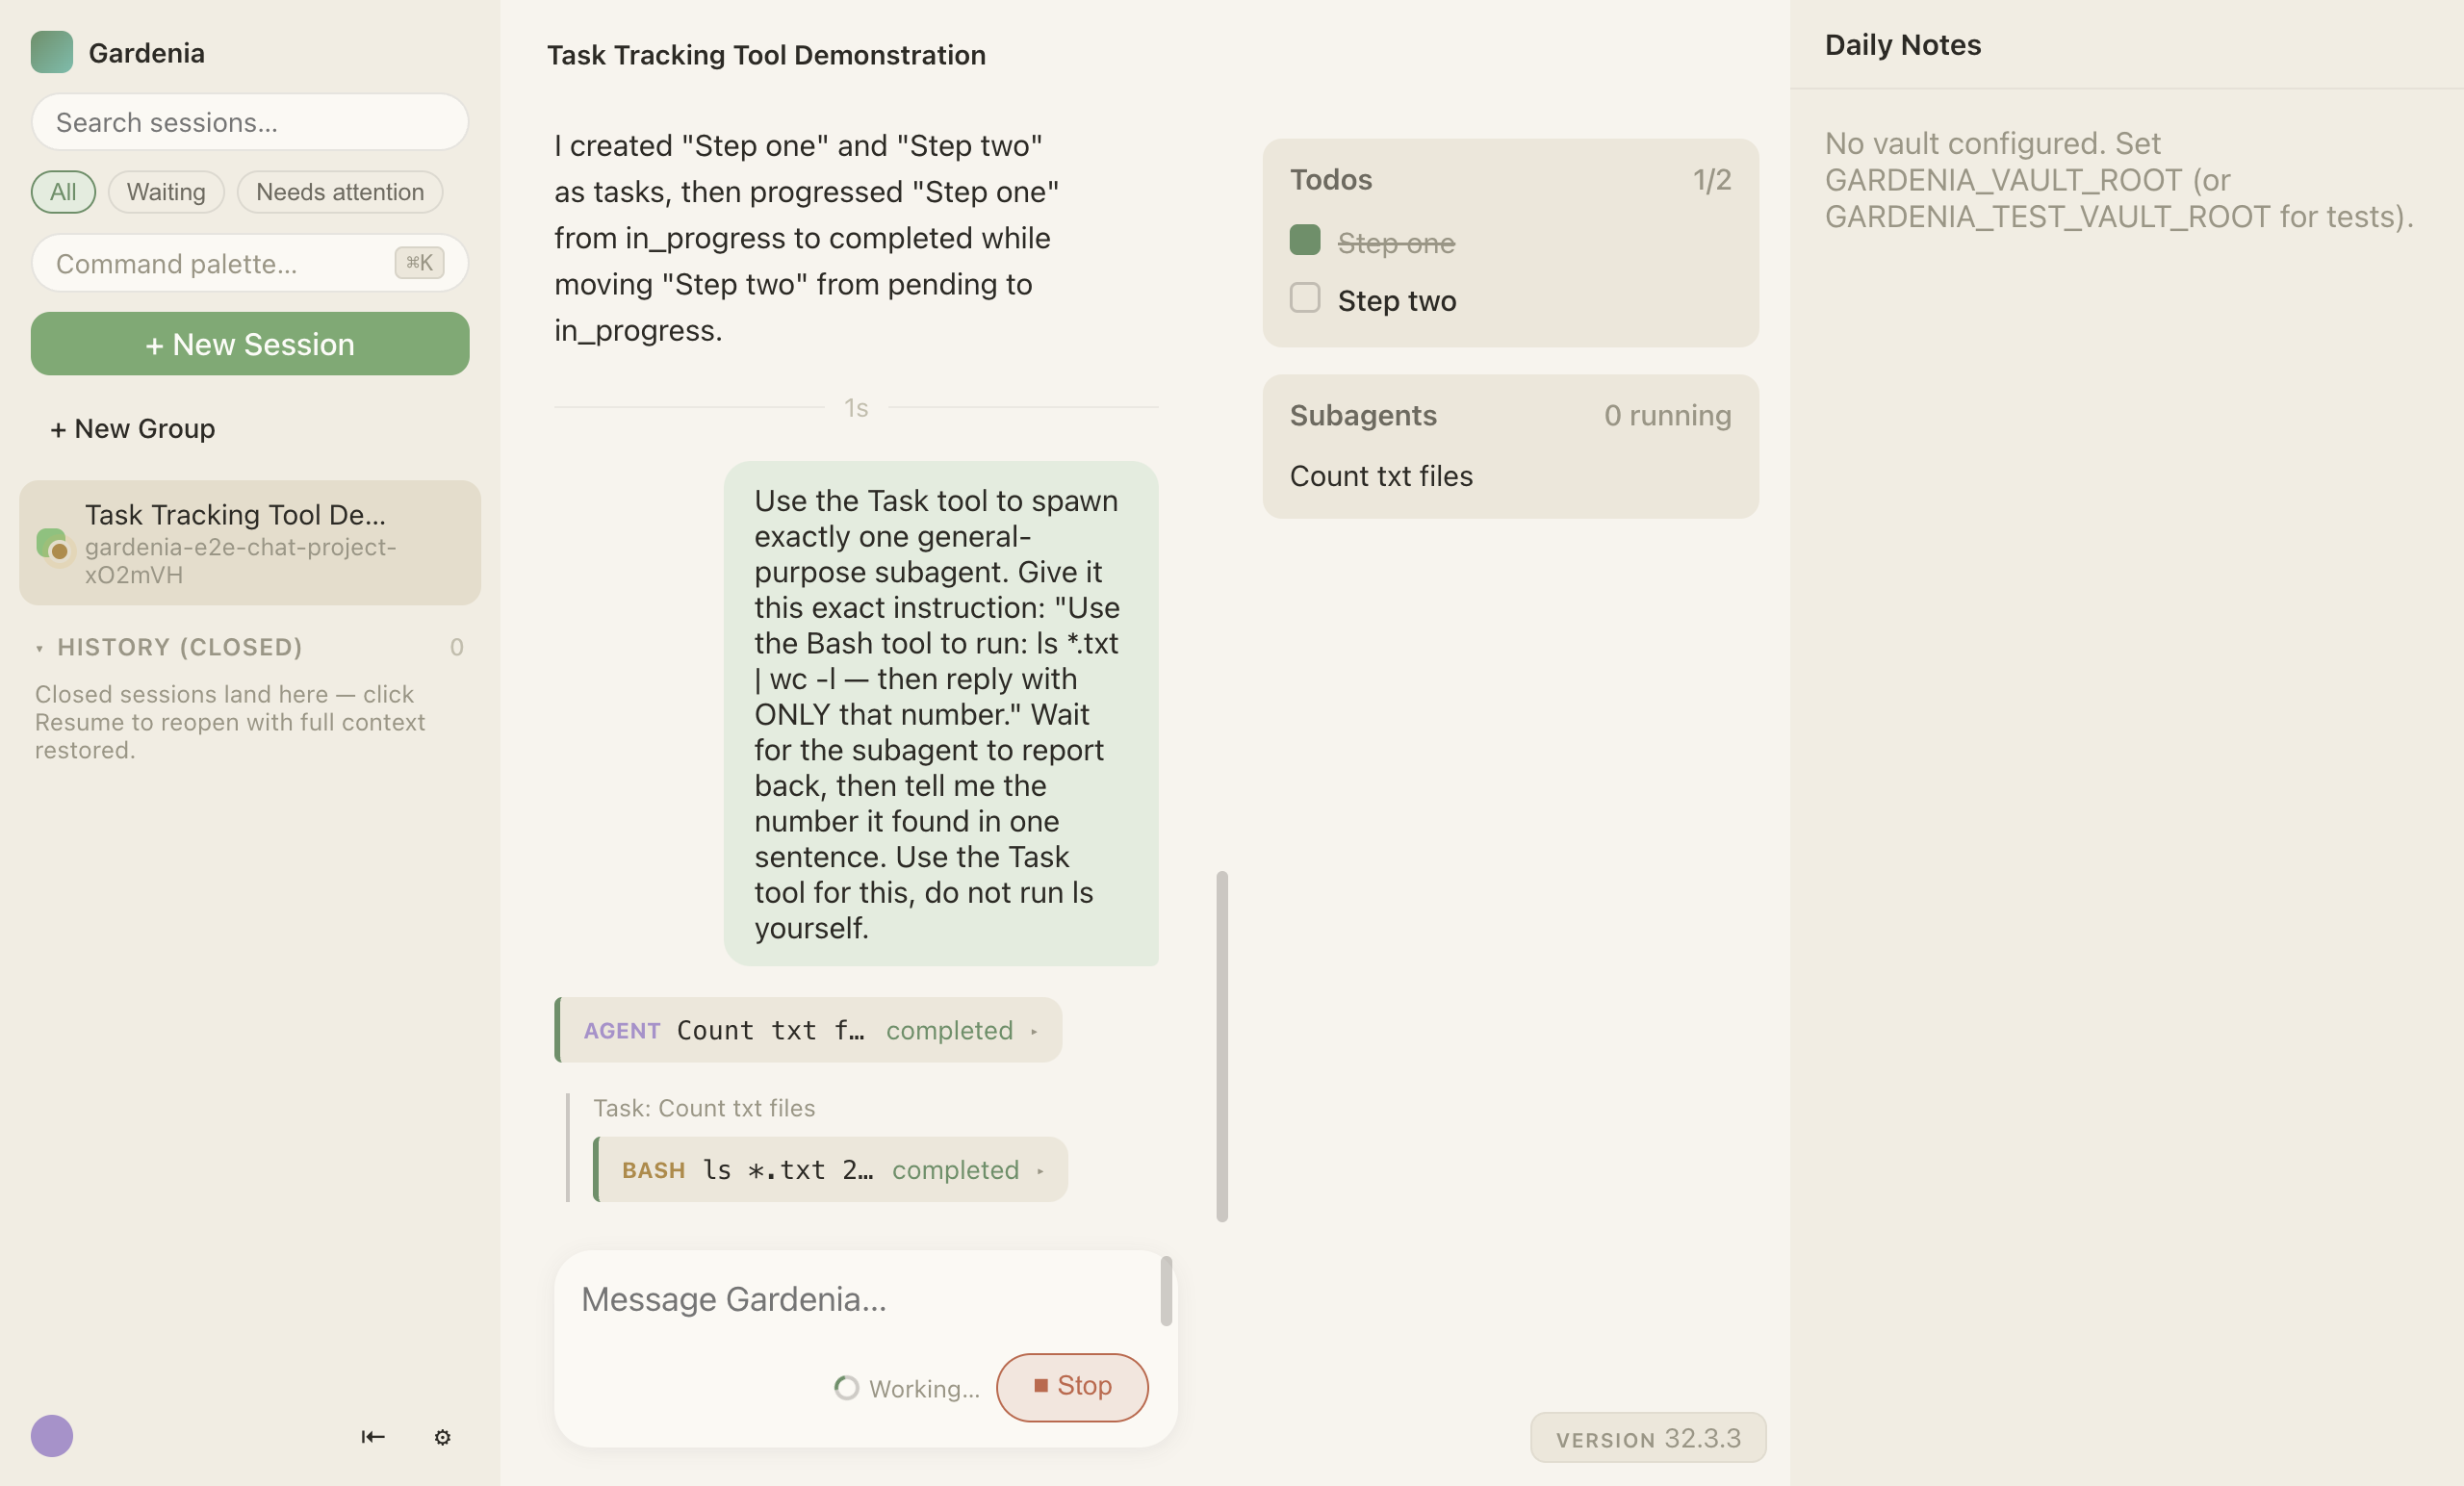 Gardenia
Search sessions...
All
Waiting
Needs attention
Command palette...
⌘K
+ New Session
+ New Group
Task Tracking Tool De...
gardenia-e2e-chat-project-
xO2mVH
HISTORY (CLOSED)
0
Closed sessions land here — click
Resume to reopen with full context
restored.
Task Tracking Tool Demonstration
I created "Step one" and "Step two"
as tasks, then progressed "Step one"
from in_progress to completed while
moving "Step two" from pending to
in_progress.
1s
Use the Task tool to spawn
exactly one general-
purpose subagent. Give it
this exact instruction: "Use
the Bash tool to run: ls *.txt
| wc -l — then reply with
ONLY that number." Wait
for the subagent to report
back, then tell me the
number it found in one
sentence. Use the Task
tool for this, do not run ls
yourself.
AGENT Count txt f... completed
Task: Count txt files
BASH ls *.txt 2... completed
Message Gardenia...
Working...
Stop
Todos
1/2
Step one
Step two
Subagents
0 running
Count txt files
VERSION 32.3.3
Daily Notes
No vault configured. Set
GARDENIA_VAULT_ROOT (or
GARDENIA_TEST_VAULT_ROOT for tests).